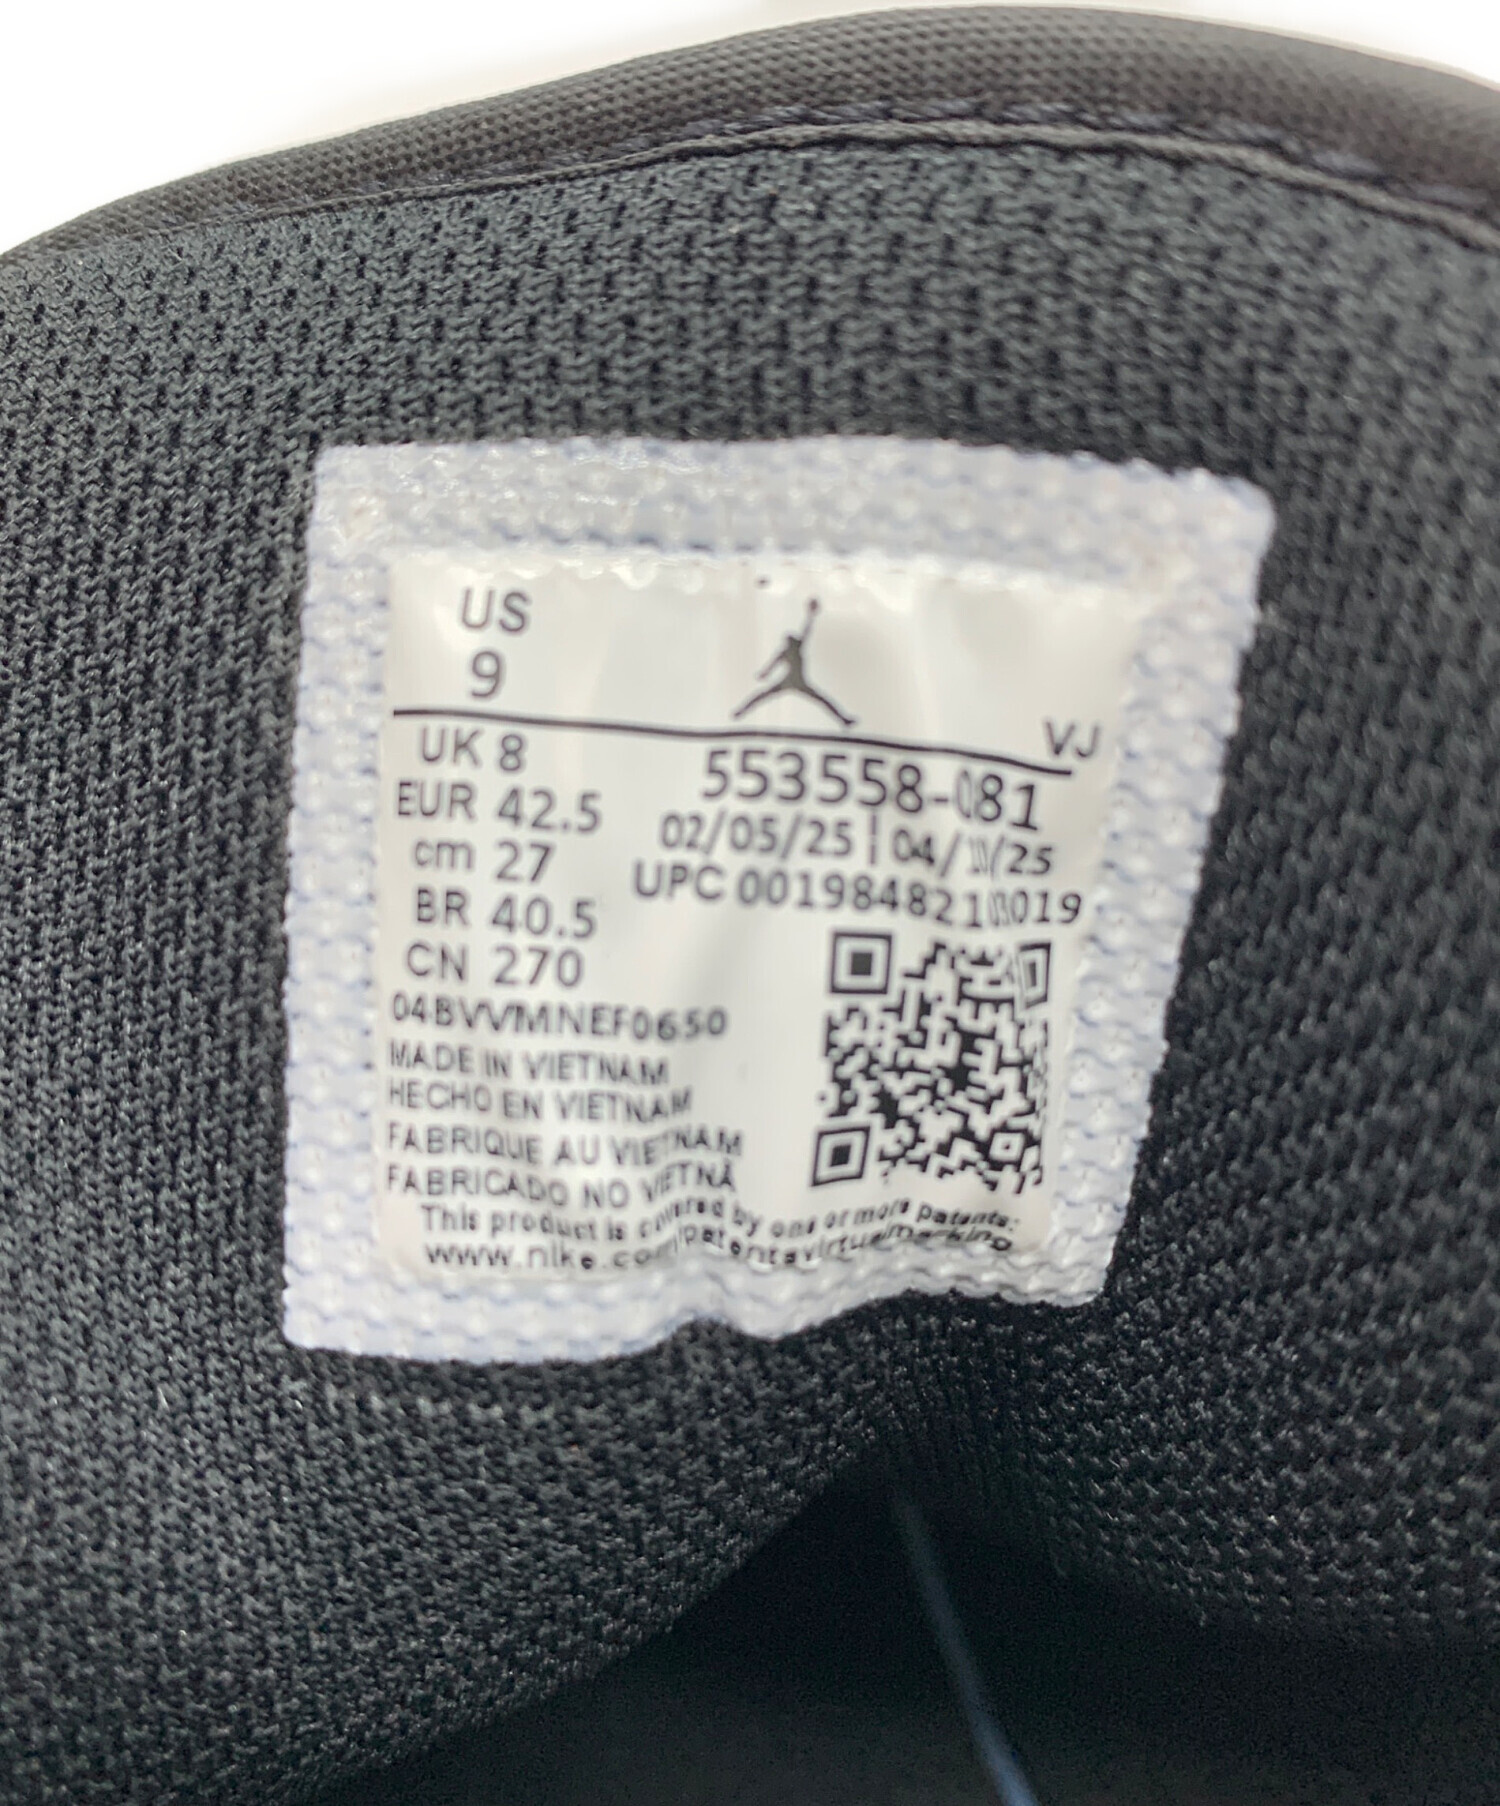 US
9
VJ
UK 8
EUR 42.5
cm 27
BR 40.5
CN 270
553558-081
02/05/25 | 04/ /25
UPC
04BVVMNEF0650
MADE IN VIETNAM
HECHO EN VIETNAM
FABRIQUE AU VIETNAM
FABRICADO NO VIETNÃ
This product is covered by one or more patents:
www.nike.com/patentsvirtualmarking